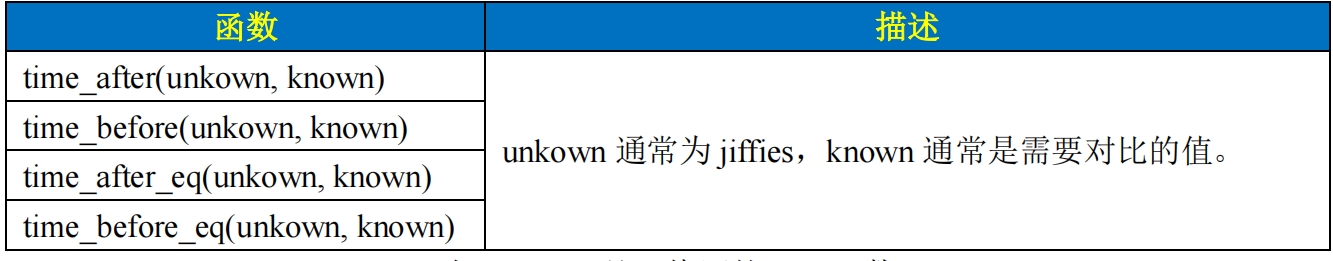 函数 描述
time_after(unkown, known)
time_before(unkown, known)
unkown 通常为 jiffies，known 通常是需要对比的值。
time_after_eq(unkown, known)
time_before_eq(unkown, known)